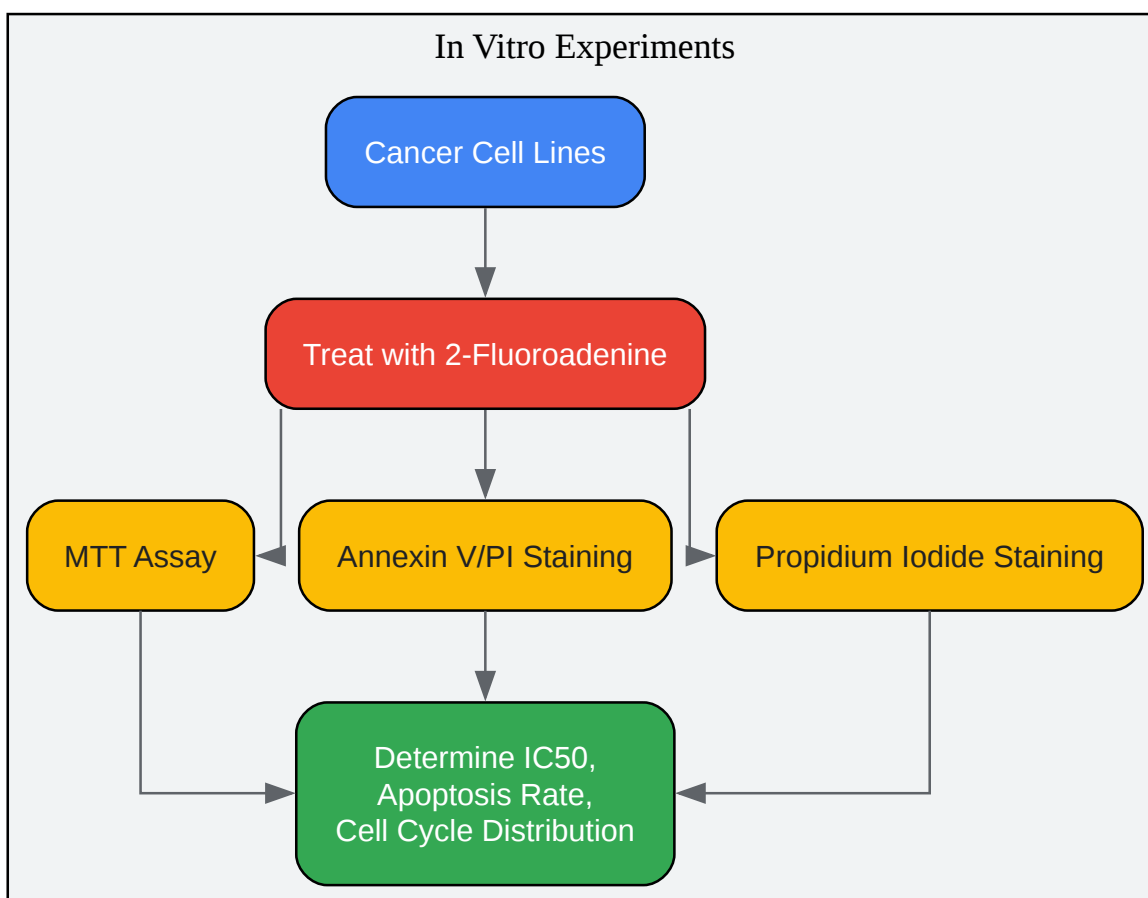 In Vitro Experiments
Cancer Cell Lines
Treat with 2-Fluoroadenine
MTT Assay
Annexin V/PI Staining
Propidium Iodide Staining
Determine IC50,
Apoptosis Rate,
Cell Cycle Distribution